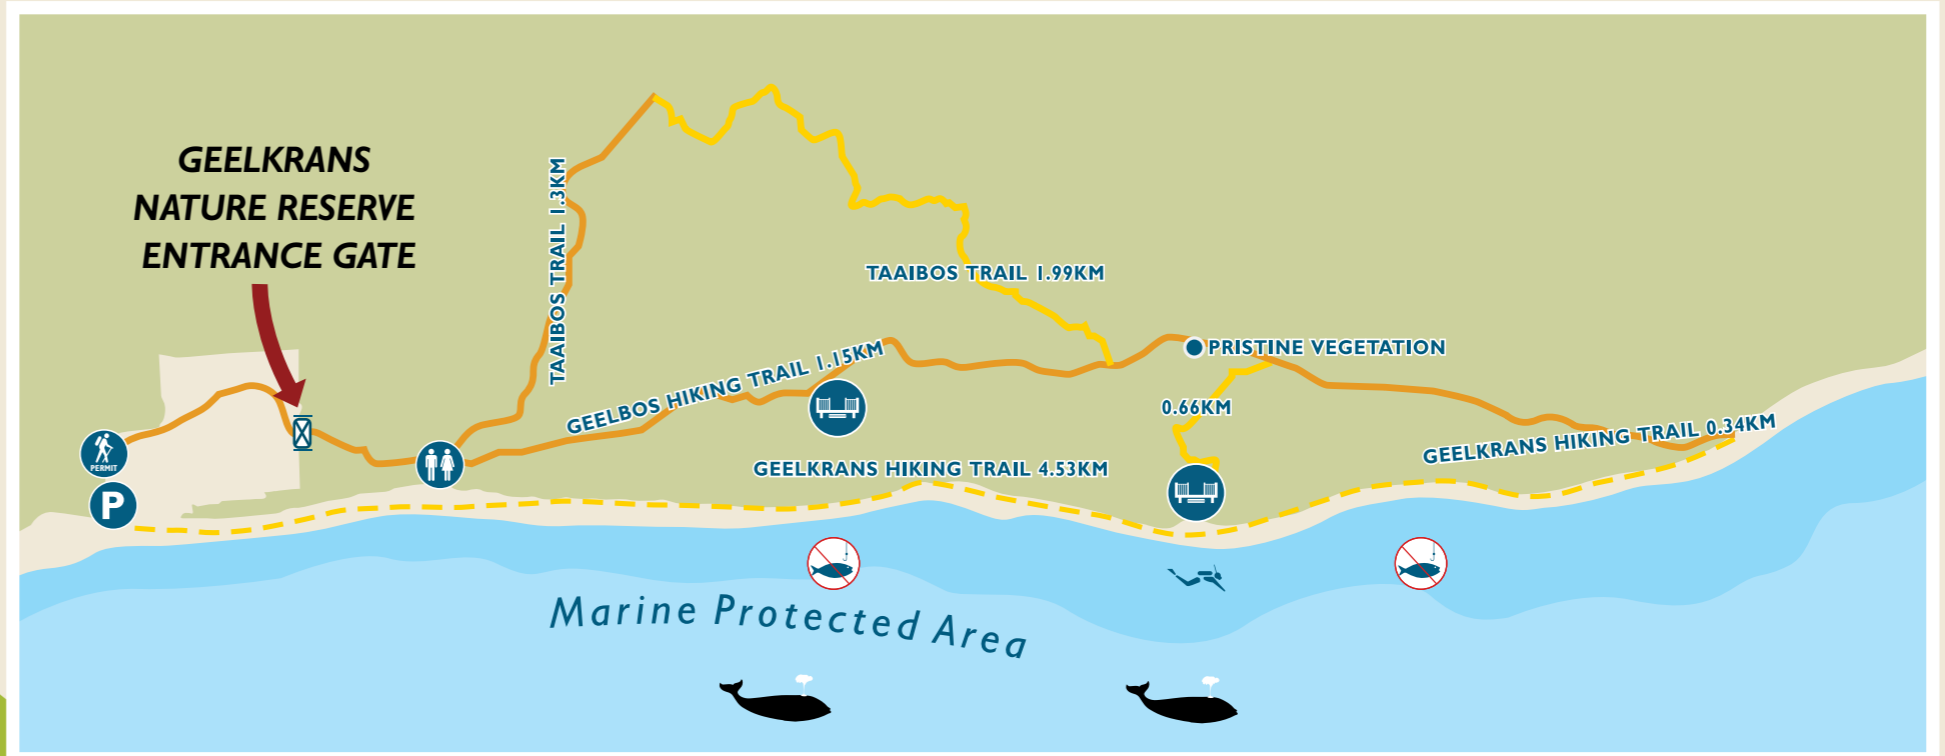 GEELKRANS
NATURE RESERVE
ENTRANCE GATE
TAAIBOS TRAIL 1.3KM
TAAIBOS TRAIL 1.99KM
PRISTINE VEGETATION
GEELBOS HIKING TRAIL 1.15KM
0.66KM
GEELKRANS HIKING TRAIL 0.34KM
PERMIT
GEELKRANS HIKING TRAIL 4.53KM
P
Marine Protected Area